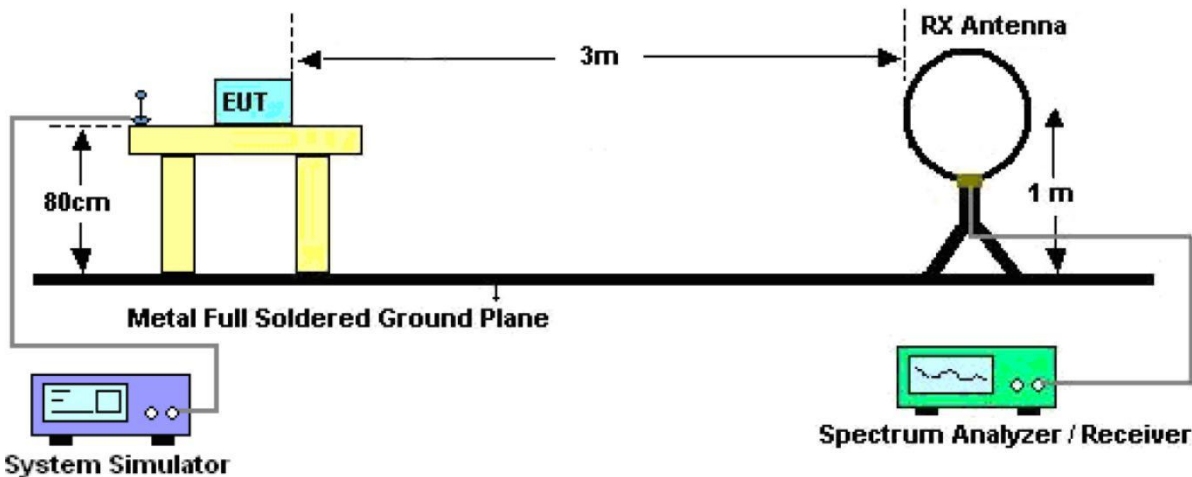 RX Antenna
3m
EUT
80cm
1 m
Metal Full Soldered Ground Plane
System Simulator
Spectrum Analyzer / Receiver